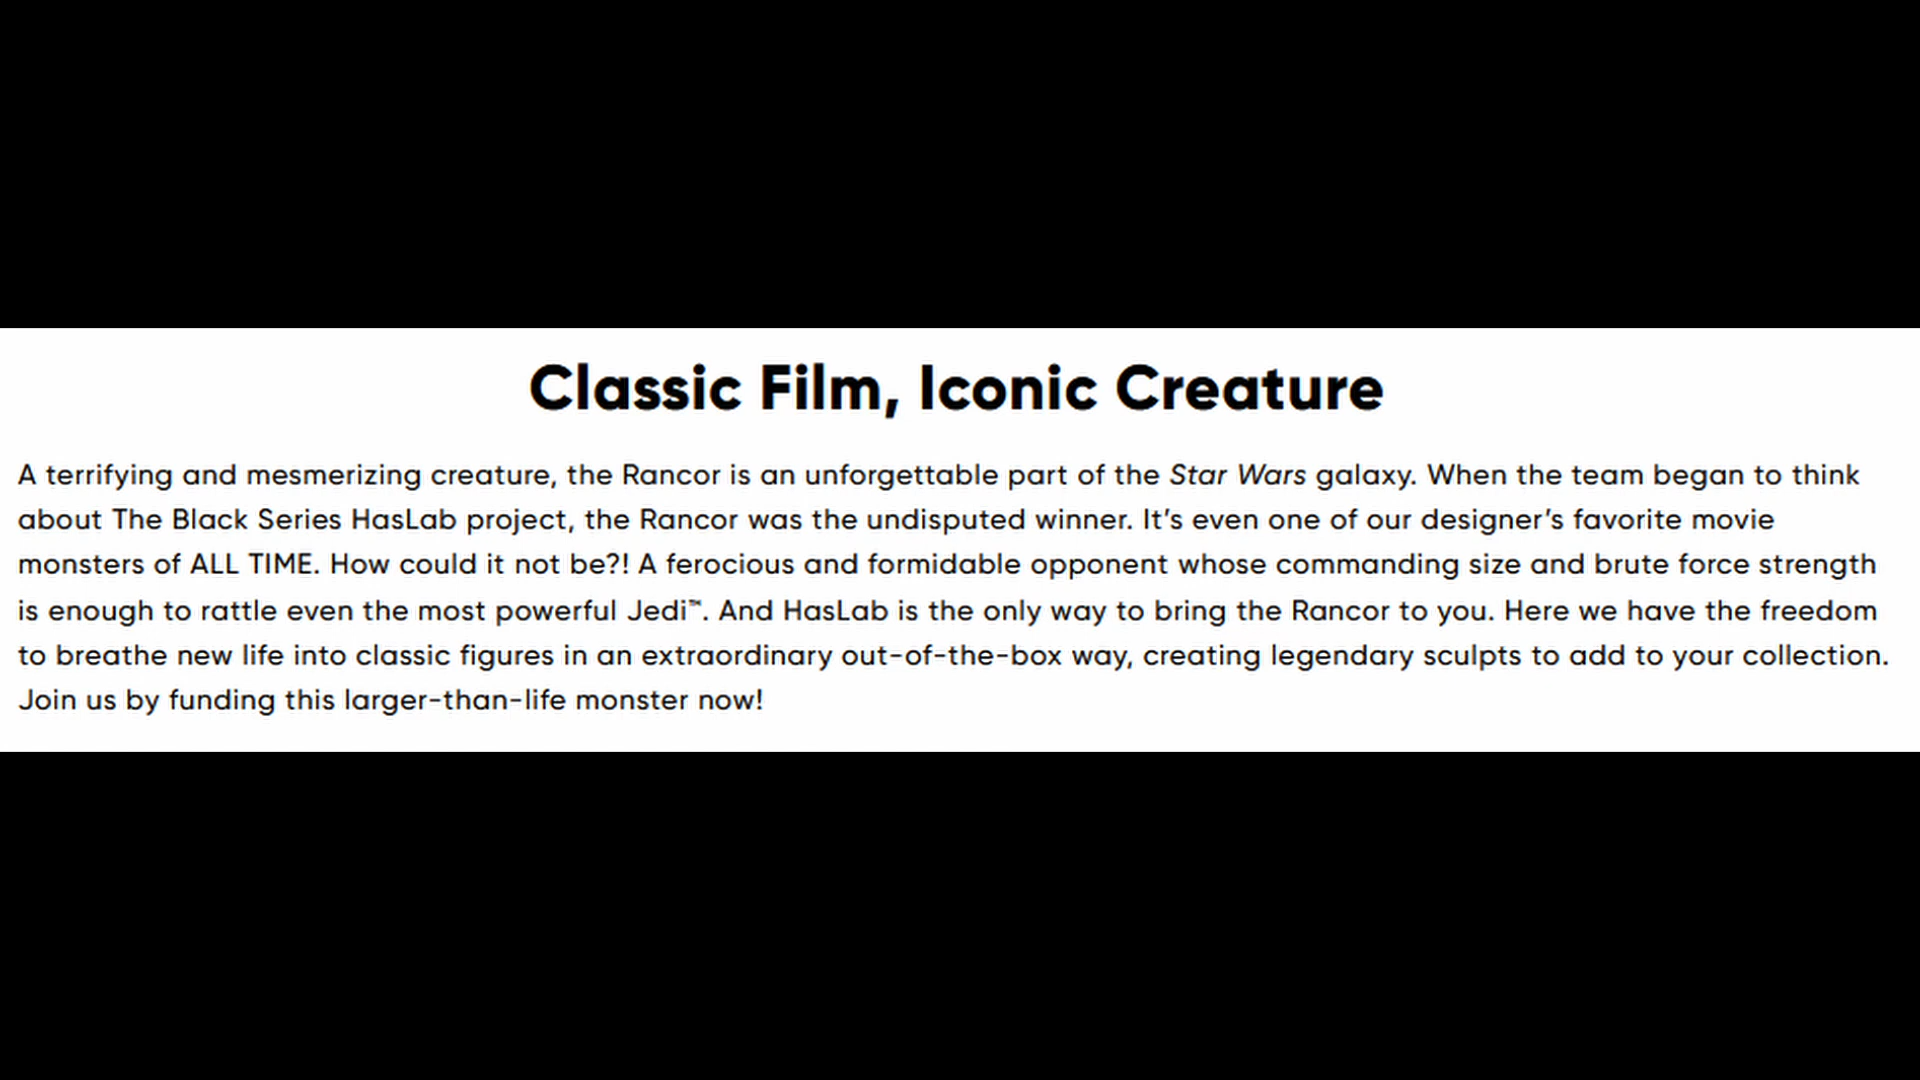 Classic Film, Iconic Creature
A terrifying and mesmerizing creature, the Rancor is an unforgettable part of the Star Wars galaxy. When the team began to think
about The Black Series HasLab project, the Rancor was the undisputed winner. It’s even one of our designer’s favorite movie
monsters of ALL TIME. How could it not be?! A ferocious and formidable opponent whose commanding size and brute force strength
is enough to rattle even the most powerful Jedi™. And HasLab is the only way to bring the Rancor to you. Here we have the freedom
to breathe new life into classic figures in an extraordinary out-of-the-box way, creating legendary sculpts to add to your collection.
Join us by funding this larger-than-life monster now!